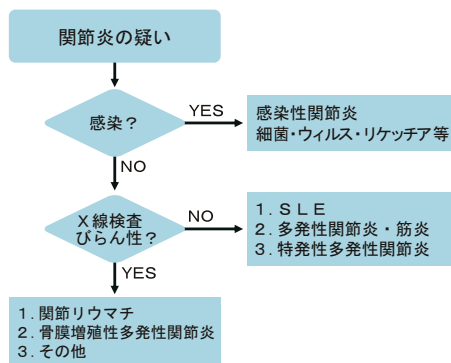 関節炎の疑い
感染？
YES
感染性関節炎
細菌・ウィルス・リケッチア等
NO
Ｘ線検査
びらん性？
NO
１．ＳＬＥ
２．多発性関節炎・筋炎
３．特発性多発性関節炎
YES
１．関節リウマチ
２．骨膜増殖性多発性関節炎
３．その他